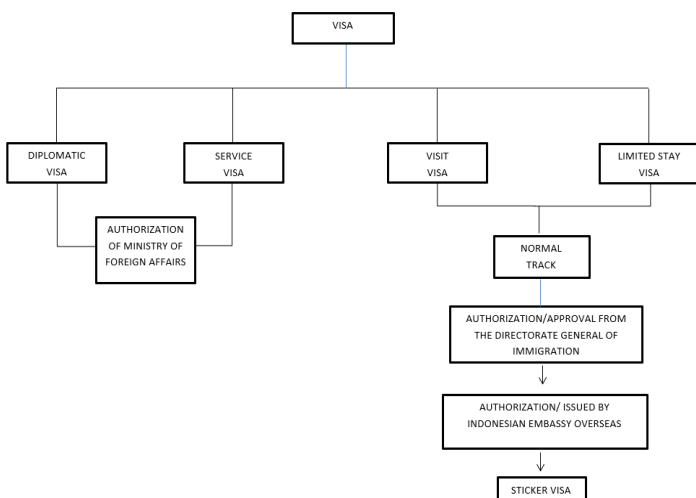 VISA
DIPLOMATIC
VISA
SERVICE
VISA
VISIT
VISA
LIMITED STAY
VISA
AUTHORIZATION
OF MINISTRY OF
FOREIGN AFFAIRS
NORMAL
TRACK
AUTHORIZATION/APPROVAL FROM
THE DIRECTORATE GENERAL OF
IMMIGRATION
AUTHORIZATION/ ISSUED BY
INDONESIAN EMBASSY OVERSEAS
STICKER VISA